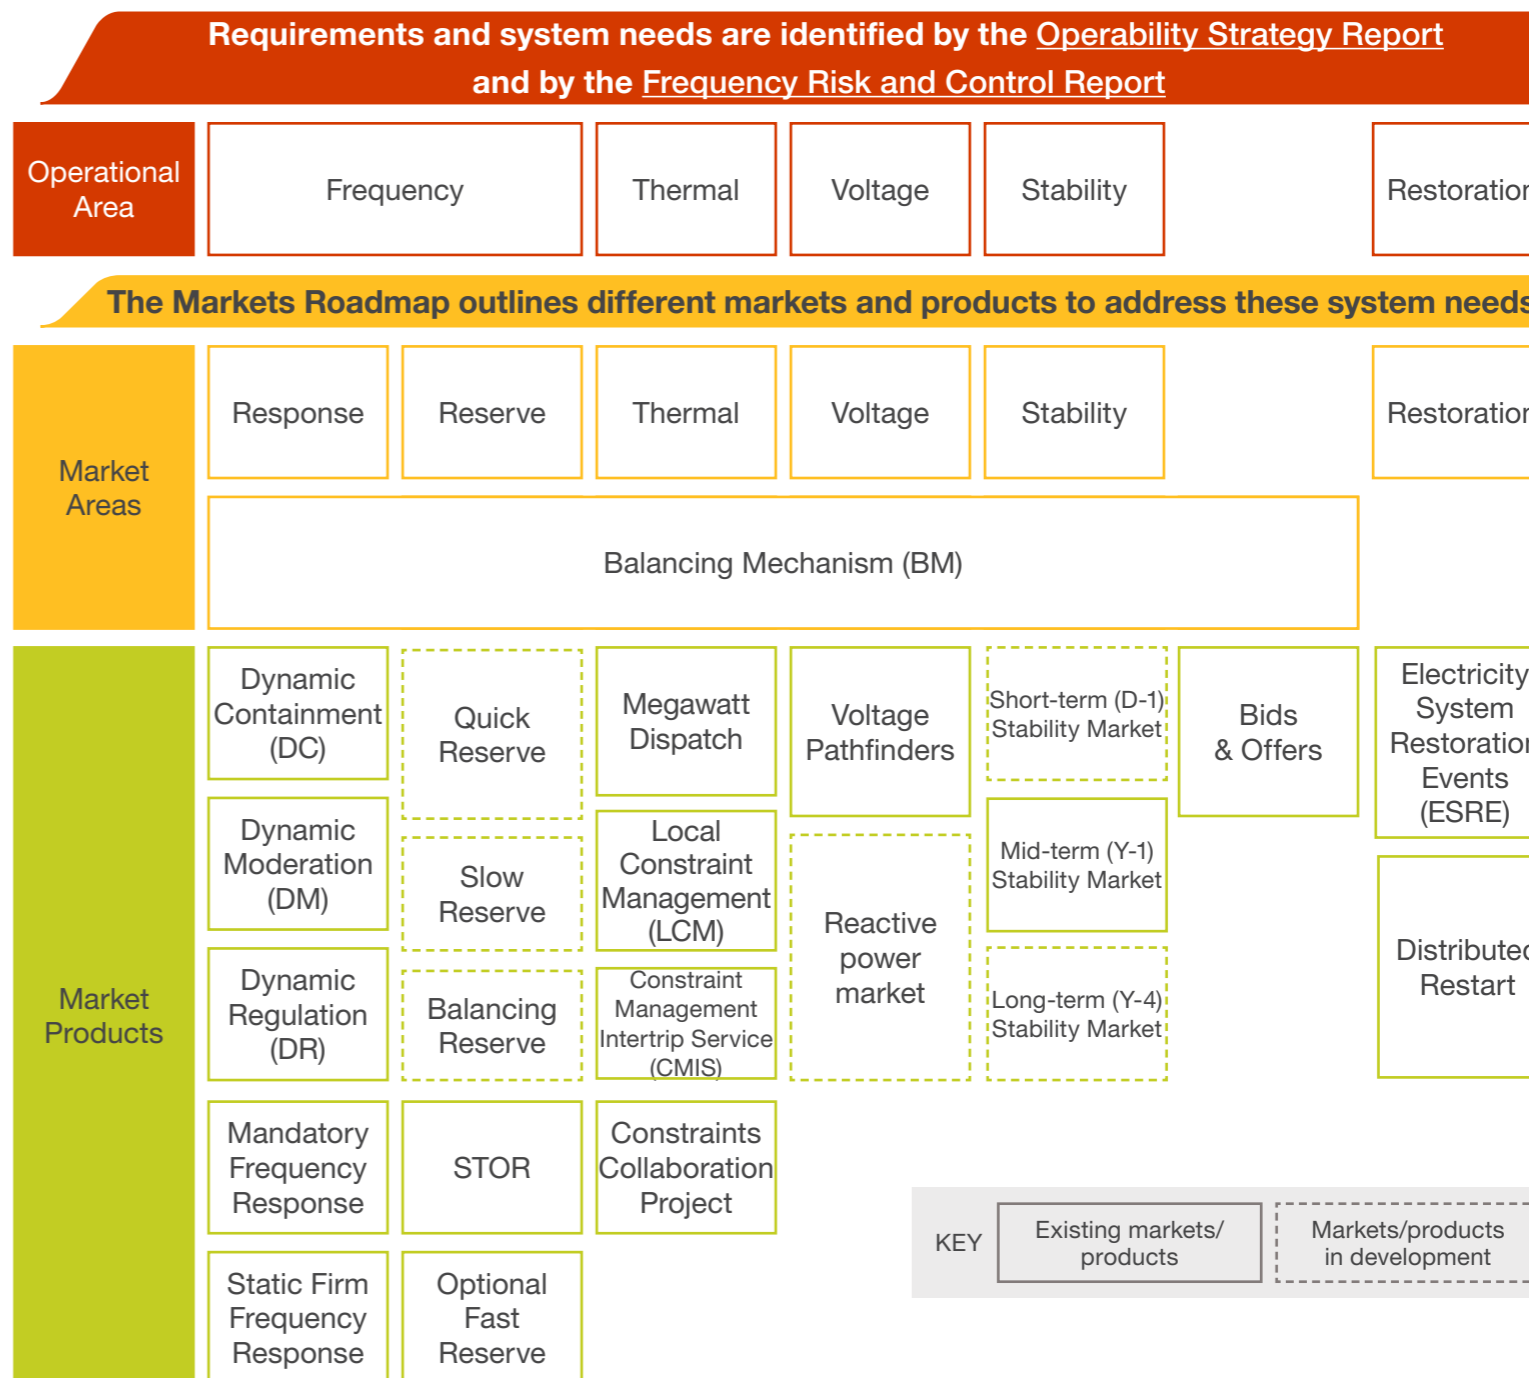 Requirements and system needs are identified by the Operability Strategy Report
and by the Frequency Risk and Control Report
Operational
Area
Frequency
Thermal
Voltage
Stability
Restoration
The Markets Roadmap outlines different markets and products to address these system needs
Market
Areas
Response
Reserve
Thermal
Voltage
Stability
Restoration
Balancing Mechanism (BM)
Market
Products
Dynamic
Containment
(DC)
Dynamic
Moderation
(DM)
Dynamic
Regulation
(DR)
Mandatory
Frequency
Response
Static Firm
Frequency
Response
Quick
Reserve
Slow
Reserve
Balancing
Reserve
STOR
Optional
Fast
Reserve
Megawatt
Dispatch
Local
Constraint
Management
(LCM)
Constraint
Management
Intertrip Service
(CMIS)
Constraints
Collaboration
Project
Voltage
Pathfinders
Reactive
power
market
Short-term (D-1)
Stability Market
Mid-term (Y-1)
Stability Market
Long-term (Y-4)
Stability Market
Bids
& Offers
Electricity
System
Restoration
Events
(ESRE)
Distributed
Restart
KEY
Existing markets/
products
Markets/products
in development